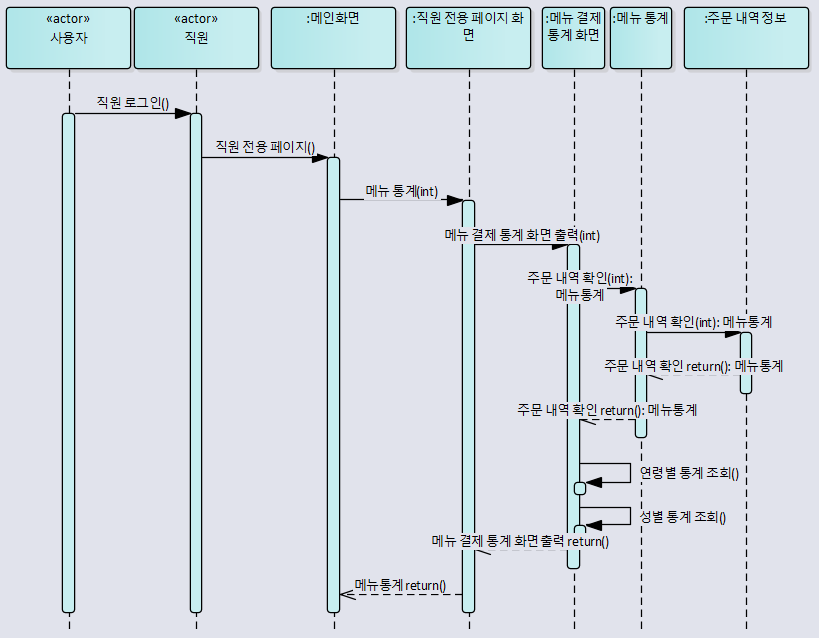 «actor»
사용자
«actor»
직원
:메인화면
:직원 전용 페이지 화
면
:메뉴 결제
통계 화면
:메뉴 통계
:주문 내역 정보
직원 로그인()
직원 전용 페이지()
메뉴 통계(int)
메뉴 결제 통계 화면 출력(int)
주문 내역 확인(int):
메뉴통계
주문 내역 확인(int): 메뉴통계
주문 내역 확인 return(): 메뉴통계
주문 내역 확인 return(): 메뉴통계
연령별 통계 조회()
성별 통계 조회()
메뉴 결제 통계 화면 출력 return()
메뉴통계 return()